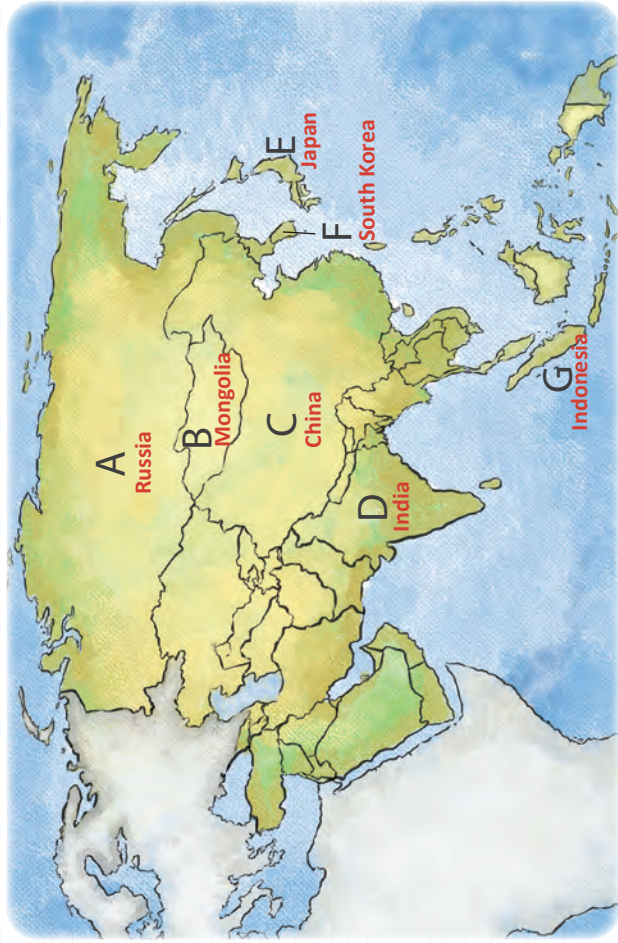 A
Russia
B
Mongolia
C
China
D
India
E
Japan
F
South Korea
G
Indonesia